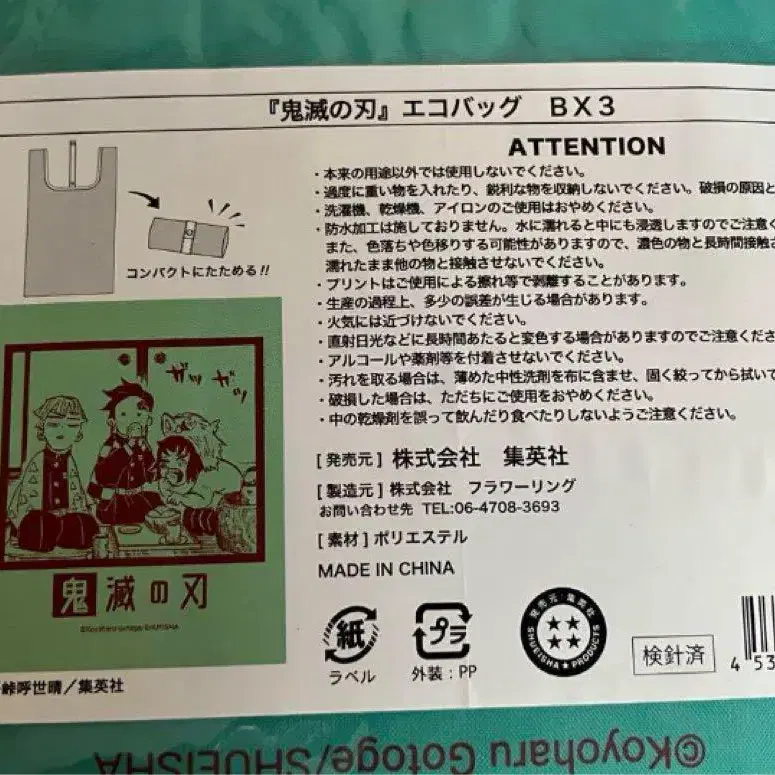 『鬼滅の刃』エコバッグ BX3
ATTENTION
・本来の用途以外では使用しないでください。
・過度に重い物を入れたり、鋭利な物を収納しないでください。破損の原因と
・洗濯機、乾燥機、アイロンのご使用はおやめください。
・防水加工は施しておりません。水に濡れると中にも浸透しますのでご注意く
また、色落ちや色移りする可能性がありますので、濃色の物と長時間接触さ
濡れたまま他の物と接触させないでください。
・プリントはご使用による擦れ等で剥離することがあります。
・生産の過程上、多少の誤差が生じる場合があります。
・火気には近づけないでください。
・直射日光などに長時間あたると変色する場合がありますのでご注意くださ
・アルコールや薬剤等を付着させないでください。
・汚れを取る場合は、薄めた中性洗剤を布に含ませ、固く絞ってから拭いて
・破損した場合は、ただちにご使用をおやめください。
・中の乾燥剤を誤って飲んだり食べたりしないようご注意ください。
コンパクトにたためる!!
ガッガッ
鬼滅の刃
©Koyoharu Gotoge/SHUEISHA
峠呼世晴／集英社
[発売元] 株式会社 集英社
[製造元] 株式会社 フラワーリング
お問い合わせ先 TEL:06-4708-3693
[素材] ポリエステル
MADE IN CHINA
紙
ラベル
プラ
外装：PP
発売元：集英社
SHUEISHA PRODUCTS
検針済
4 53
©Koyoharu Gotoge/SHUEISHA